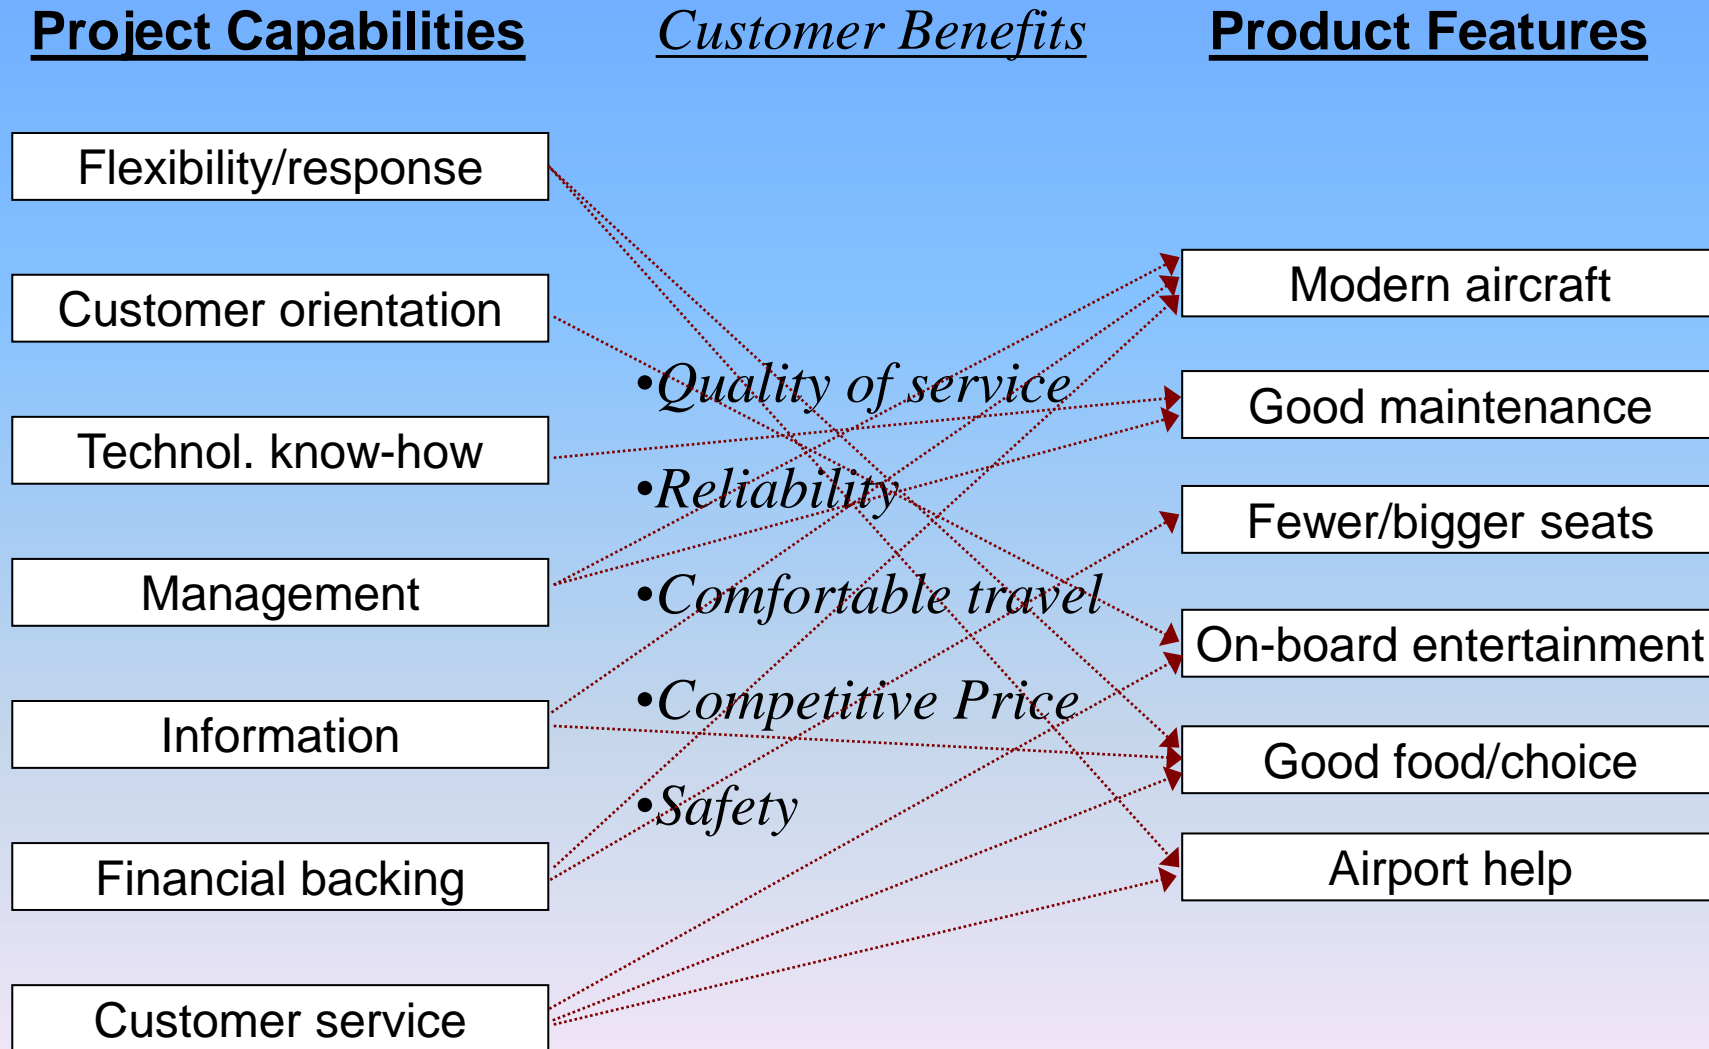 Project Capabilities
Customer Benefits
Product Features
Flexibility/response
Customer orientation
Technol. know-how
Management
Information
Financial backing
Customer service
•Quality of service
•Reliability
•Comfortable travel
•Competitive Price
•Safety
Modern aircraft
Good maintenance
Fewer/bigger seats
On-board entertainment
Good food/choice
Airport help